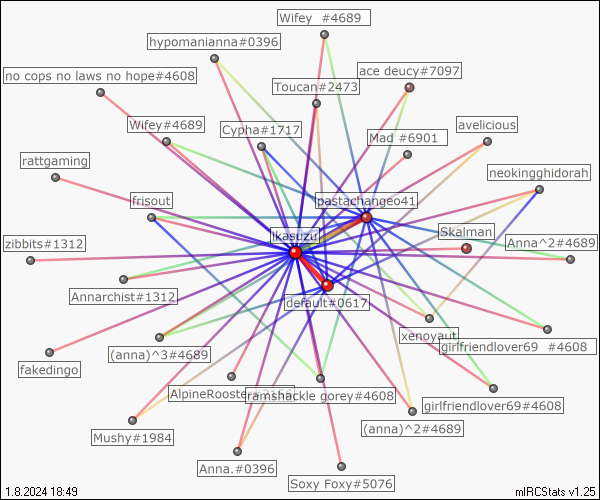 Wifey #4689
hypomanianna#0396
ace deucy#7097
no cops no laws no hope#4608
Toucan#2473
Wifey#4689
Cypha#1717
Mad #6901
avelicious
rattgaming
neokingghidorah
frisout
pastachangeo41
ikasuzu
Skalman
zibbits#1312
Anna^2#4689
Annarchist#1312
default#0617
xenoyaut
(anna)^3#4689
girlfriendlover69 #4608
fakedingo
ramshackle gorey#4608
girlfriendlover69#4608
Mushy#1984
(anna)^2#4689
Anna.#0396
Soxy Foxy#5076
1.8.2024 18:49
mIRCStats v1.25